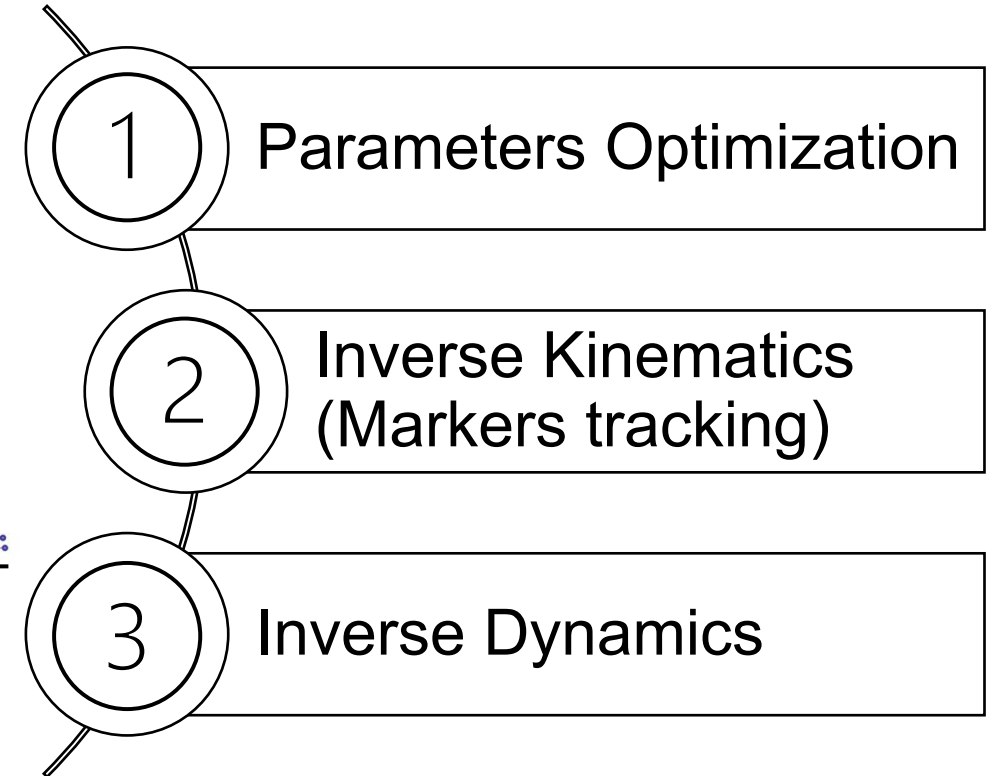 1
Parameters Optimization
2
Inverse Kinematics
(Markers tracking)
3
Inverse Dynamics